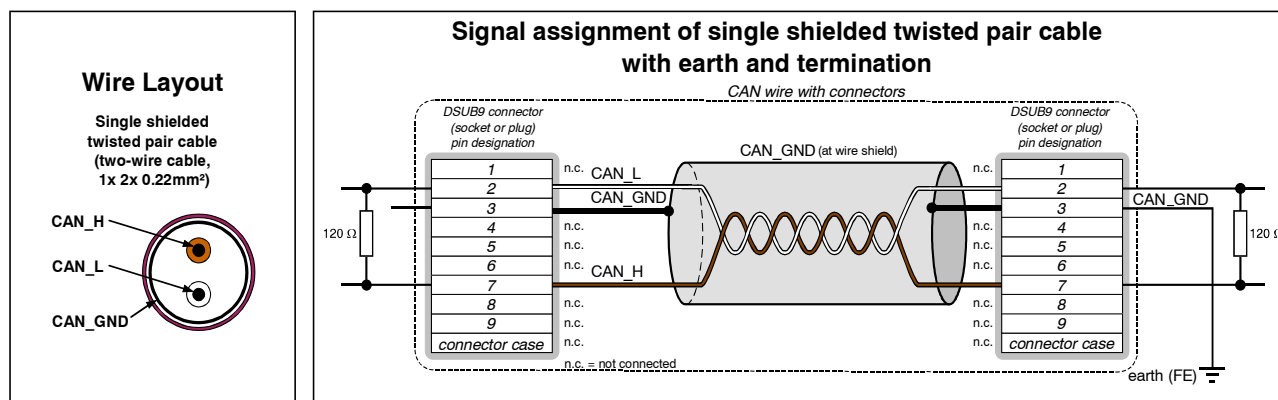 Wire Layout
Single shielded
twisted pair cable
(two-wire cable,
1x 2x 0.22mm²)
CAN_H
CAN_L
CAN_GND
Signal assignment of single shielded twisted pair cable
with earth and termination
CAN wire with connectors
DSUB9 connector
(socket or plug)
pin designation
120 Ω
1
2
3
4
5
6
7
8
9
connector case
n.c.
CAN_L
CAN_GND
n.c.
n.c.
n.c.
CAN_H
n.c.
n.c.
n.c.
n.c. = not connected
CAN_GND (at wire shield)
DSUB9 connector
(socket or plug)
pin designation
n.c.
n.c.
n.c.
n.c.
n.c.
n.c.
n.c.
1
2
3
4
5
6
7
8
9
connector case
CAN_GND
120 Ω
earth (FE)